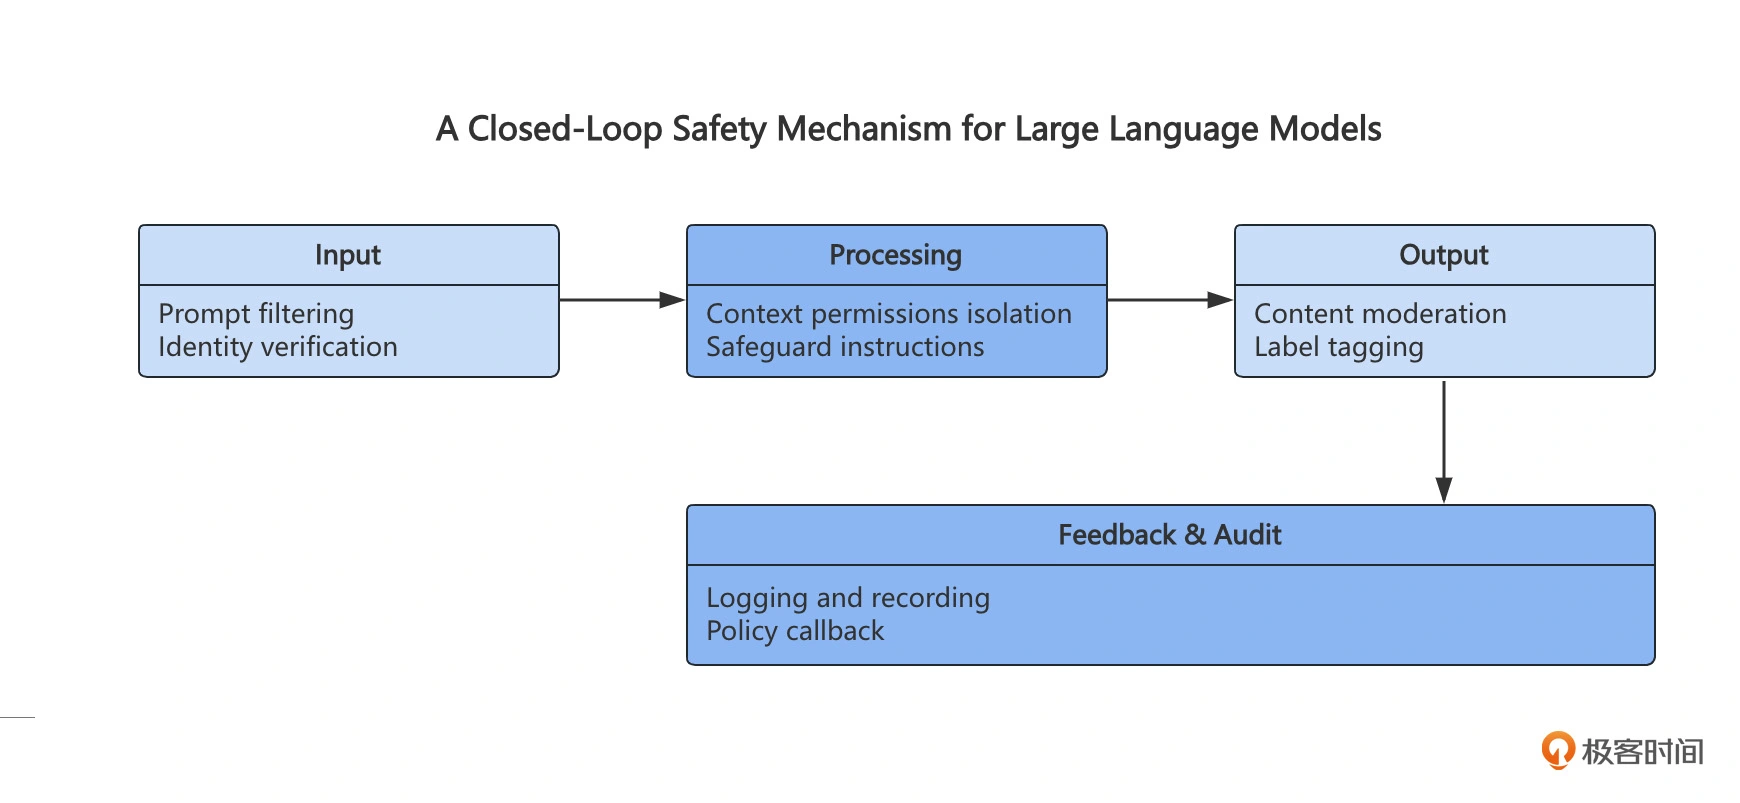 A Closed-Loop Safety Mechanism for Large Language Models
Input
Prompt filtering
Identity verification
Processing
Context permissions isolation
Safeguard instructions
Output
Content moderation
Label tagging
Feedback & Audit
Logging and recording
Policy callback
极客时间